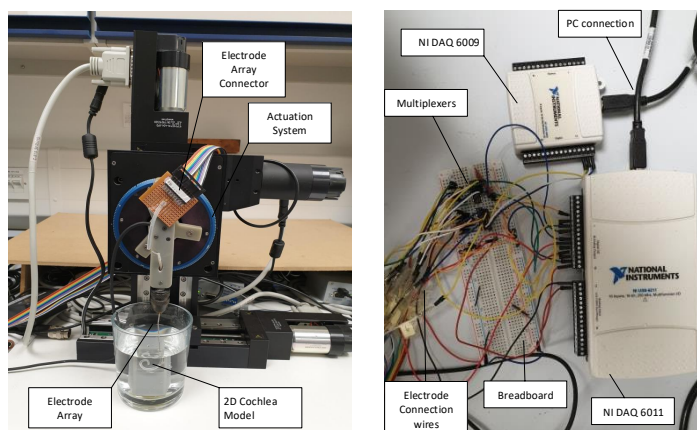 Electrode
Array
Connector
Actuation
System
Electrode
Array
2D Cochlea
Model
NI DAQ 6009
PC connection
Multiplexers
NATIONAL
INSTRUMENTS
NATIONAL
INSTRUMENTS
Electrode
Connection
wires
Breadboard
NI DAQ 6011